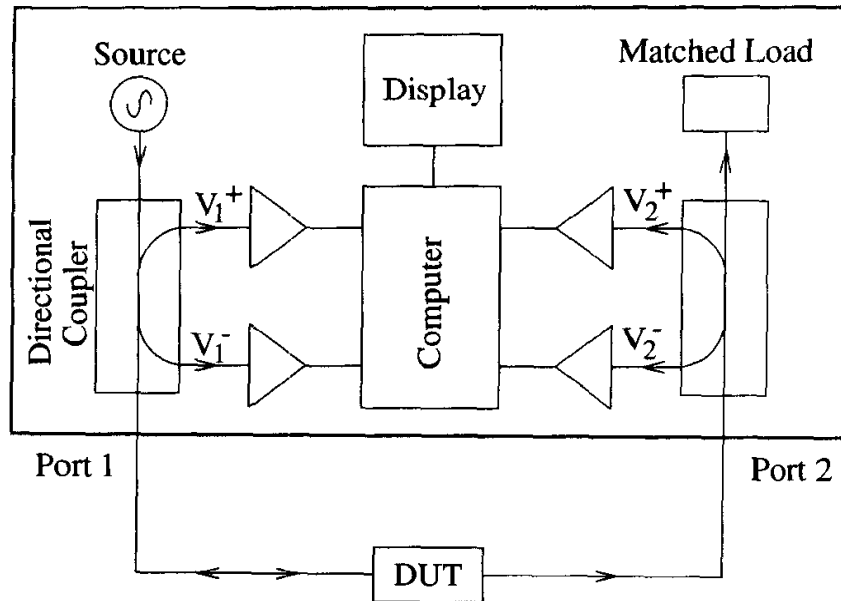 Source
Display
Matched Load
V₁⁺
V₂⁺
Directional
Coupler
Computer
V₁⁻
V₂⁻
Port 1
Port 2
DUT